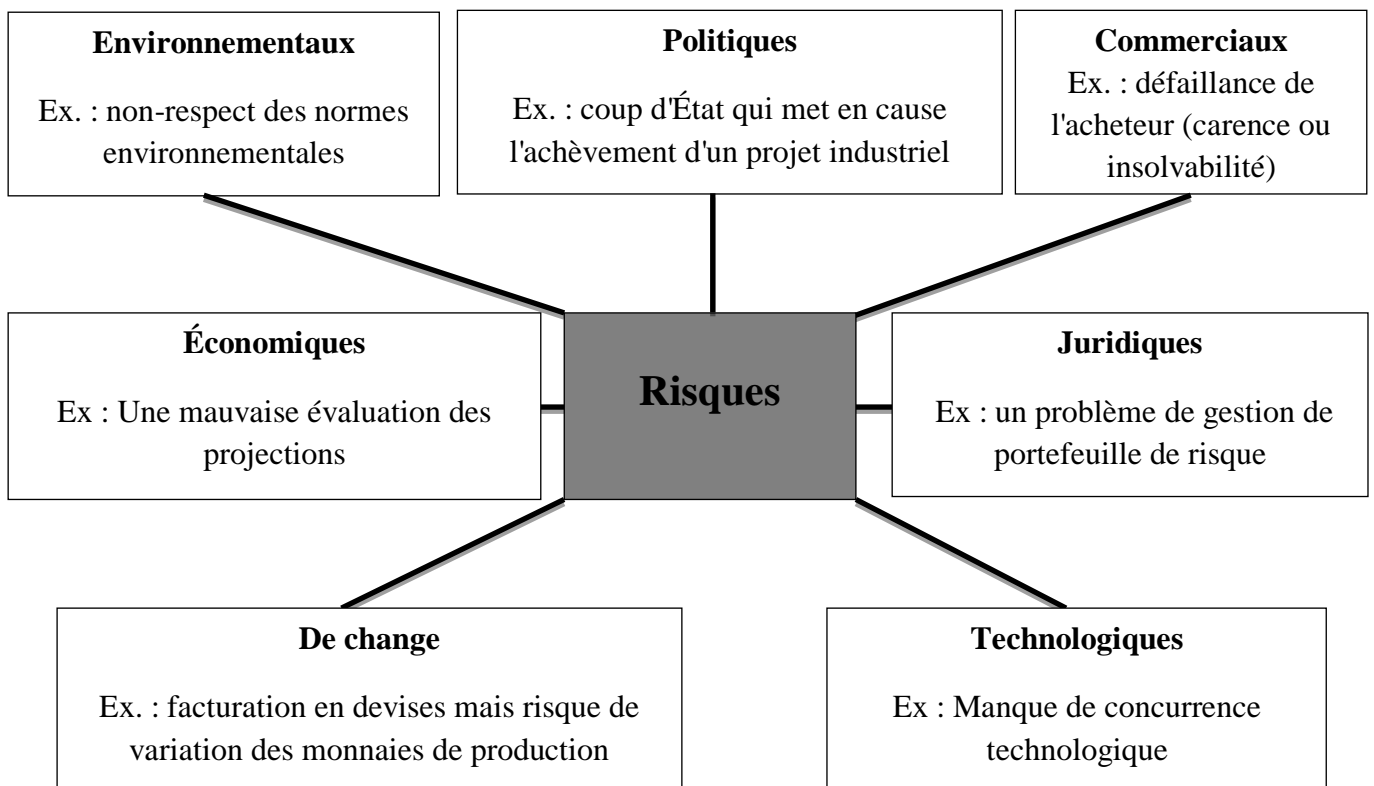 Environnementaux
Ex. : non-respect des normes
environnementales
Politiques
Ex. : coup d'État qui met en cause
l'achèvement d'un projet industriel
Commerciaux
Ex. : défaillance de
l'acheteur (carence ou
insolvabilité)
Économiques
Ex : Une mauvaise évaluation des
projections
Risques
Juridiques
Ex : un problème de gestion de
portefeuille de risque
De change
Ex. : facturation en devises mais risque de
variation des monnaies de production
Technologiques
Ex : Manque de concurrence
technologique